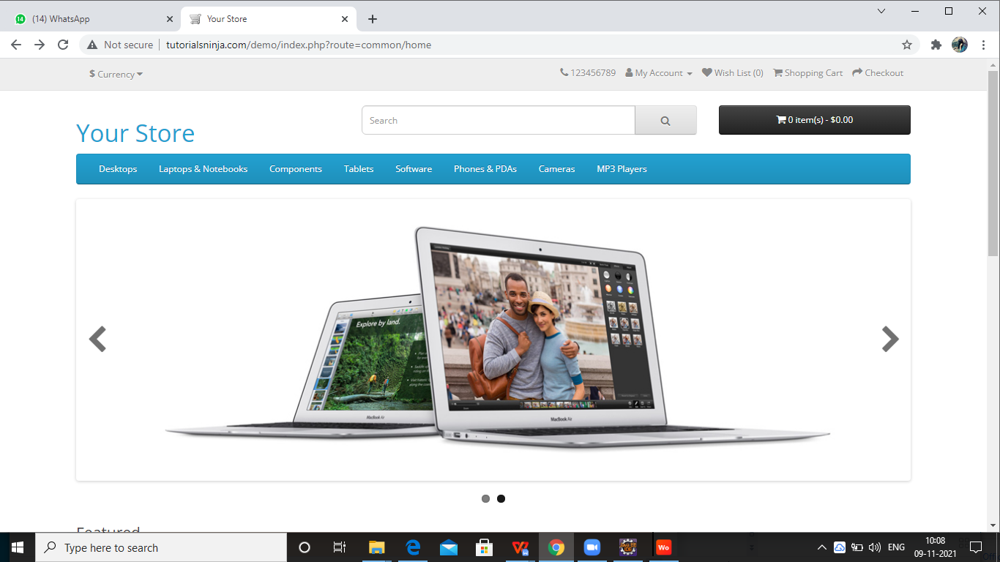 14 (14) WhatsApp
Your Store
Not secure tutorialsninja.com/demo/index.php?route=common/home
$ Currency 123456789 My Account Wish List (0) Shopping Cart Checkout
Search
0 item(s) - $0.00
Your Store
Desktops Laptops & Notebooks Components Tablets Software Phones & PDAs Cameras MP3 Players
Explore by land.
MacBook Air
MacBook Air
Featured
Type here to search
W
Wo
ENG
10:08
09-11-2021